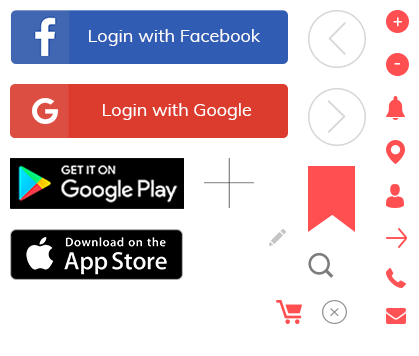 Login with Facebook
Login with Google
GET IT ON
Google Play
Download on the
App Store